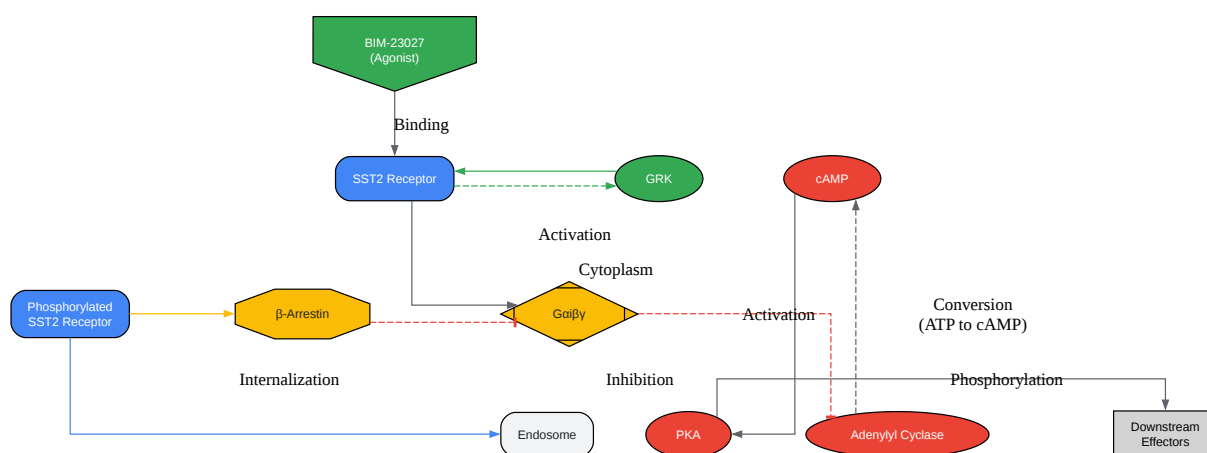 BIM-23027
(Agonist)
Binding
SST2 Receptor
GRK
cAMP
Activation
Cytoplasm
Phosphorylated
SST2 Receptor
β-Arrestin
Gαiβγ
Activation
Conversion
(ATP to cAMP)
Internalization
Inhibition
Phosphorylation
Endosome
PKA
Adenylyl Cyclase
Downstream
Effectors